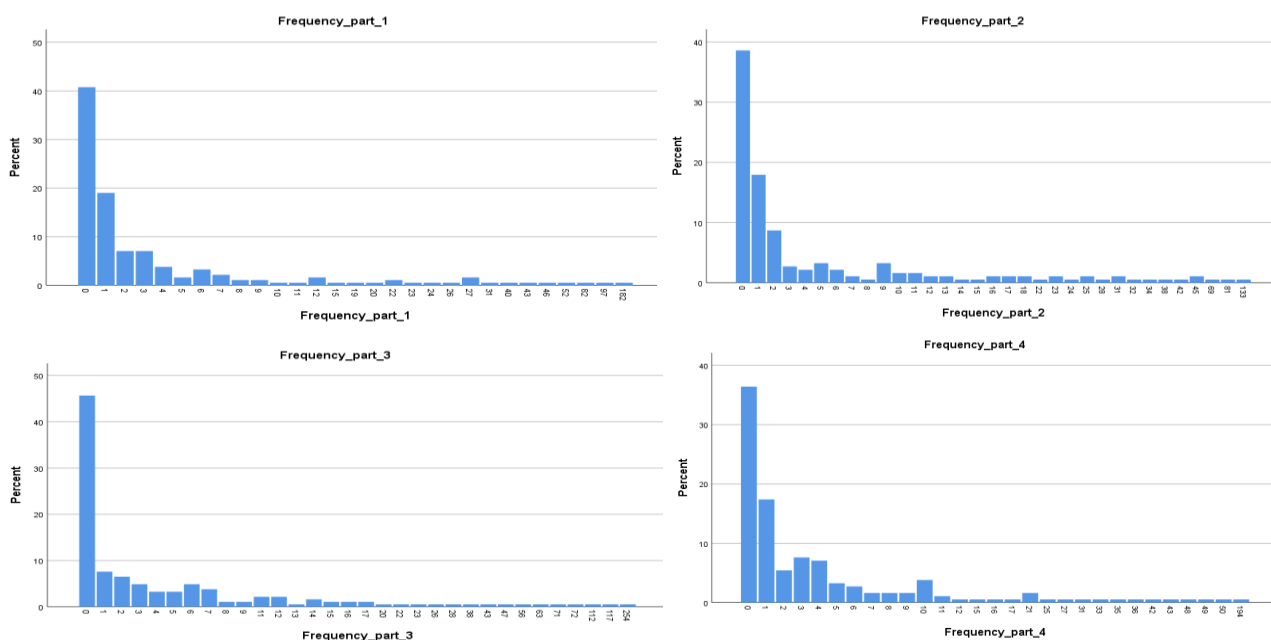 Frequency_part_1
50
40
30
20
10
0
Percent
0 1 2 3 4 5 6 7 8 9 10 11 12 15 19 20 22 23 24 26 27 31 40 43 46 52 82 97 182
Frequency_part_1
Frequency_part_2
40
30
20
10
0
Percent
0 1 2 3 4 5 6 7 8 9 10 11 12 13 14 15 16 17 18 22 23 24 25 28 31 32 34 38 42 45 69 81 133
Frequency_part_2
Frequency_part_3
50
40
30
20
10
0
Percent
0 1 2 3 4 5 6 7 8 9 11 12 13 14 15 16 17 20 22 23 26 28 38 43 47 56 63 71 72 112 117 254
Frequency_part_3
Frequency_part_4
40
30
20
10
0
Percent
0 1 2 3 4 5 6 7 8 9 10 11 12 15 16 17 21 25 27 31 33 35 36 42 43 48 49 50 194
Frequency_part_4